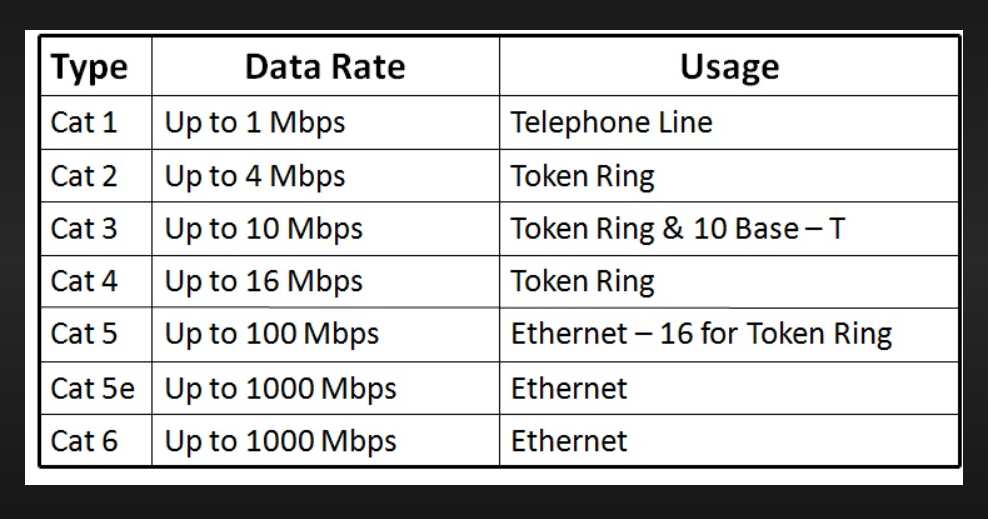 Type Data Rate Usage
Cat 1 Up to 1 Mbps Telephone Line
Cat 2 Up to 4 Mbps Token Ring
Cat 3 Up to 10 Mbps Token Ring & 10 Base – T
Cat 4 Up to 16 Mbps Token Ring
Cat 5 Up to 100 Mbps Ethernet – 16 for Token Ring
Cat 5e Up to 1000 Mbps Ethernet
Cat 6 Up to 1000 Mbps Ethernet